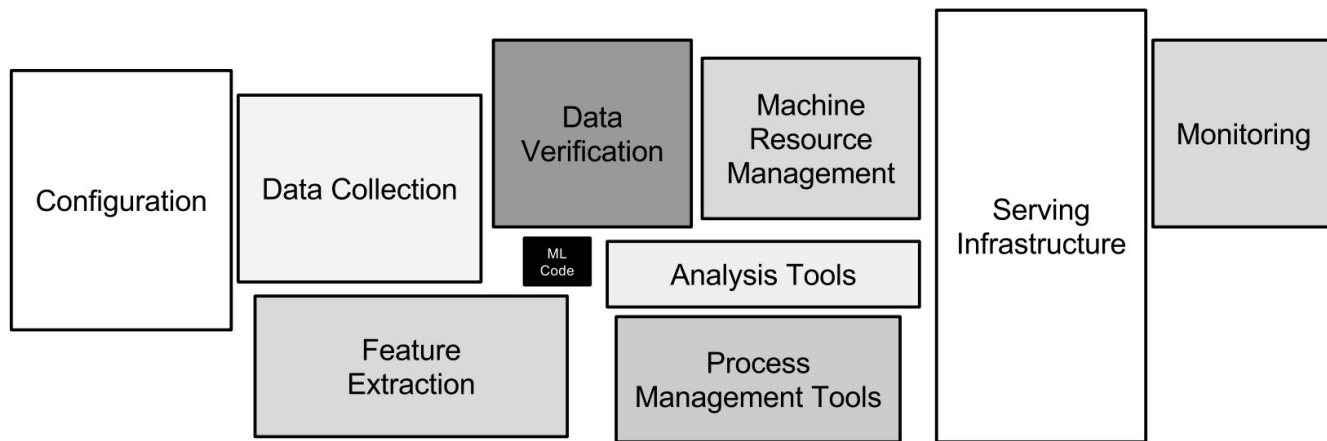 Configuration
Data Collection
Feature
Extraction
Data
Verification
ML
Code
Machine
Resource
Management
Analysis Tools
Process
Management Tools
Serving
Infrastructure
Monitoring